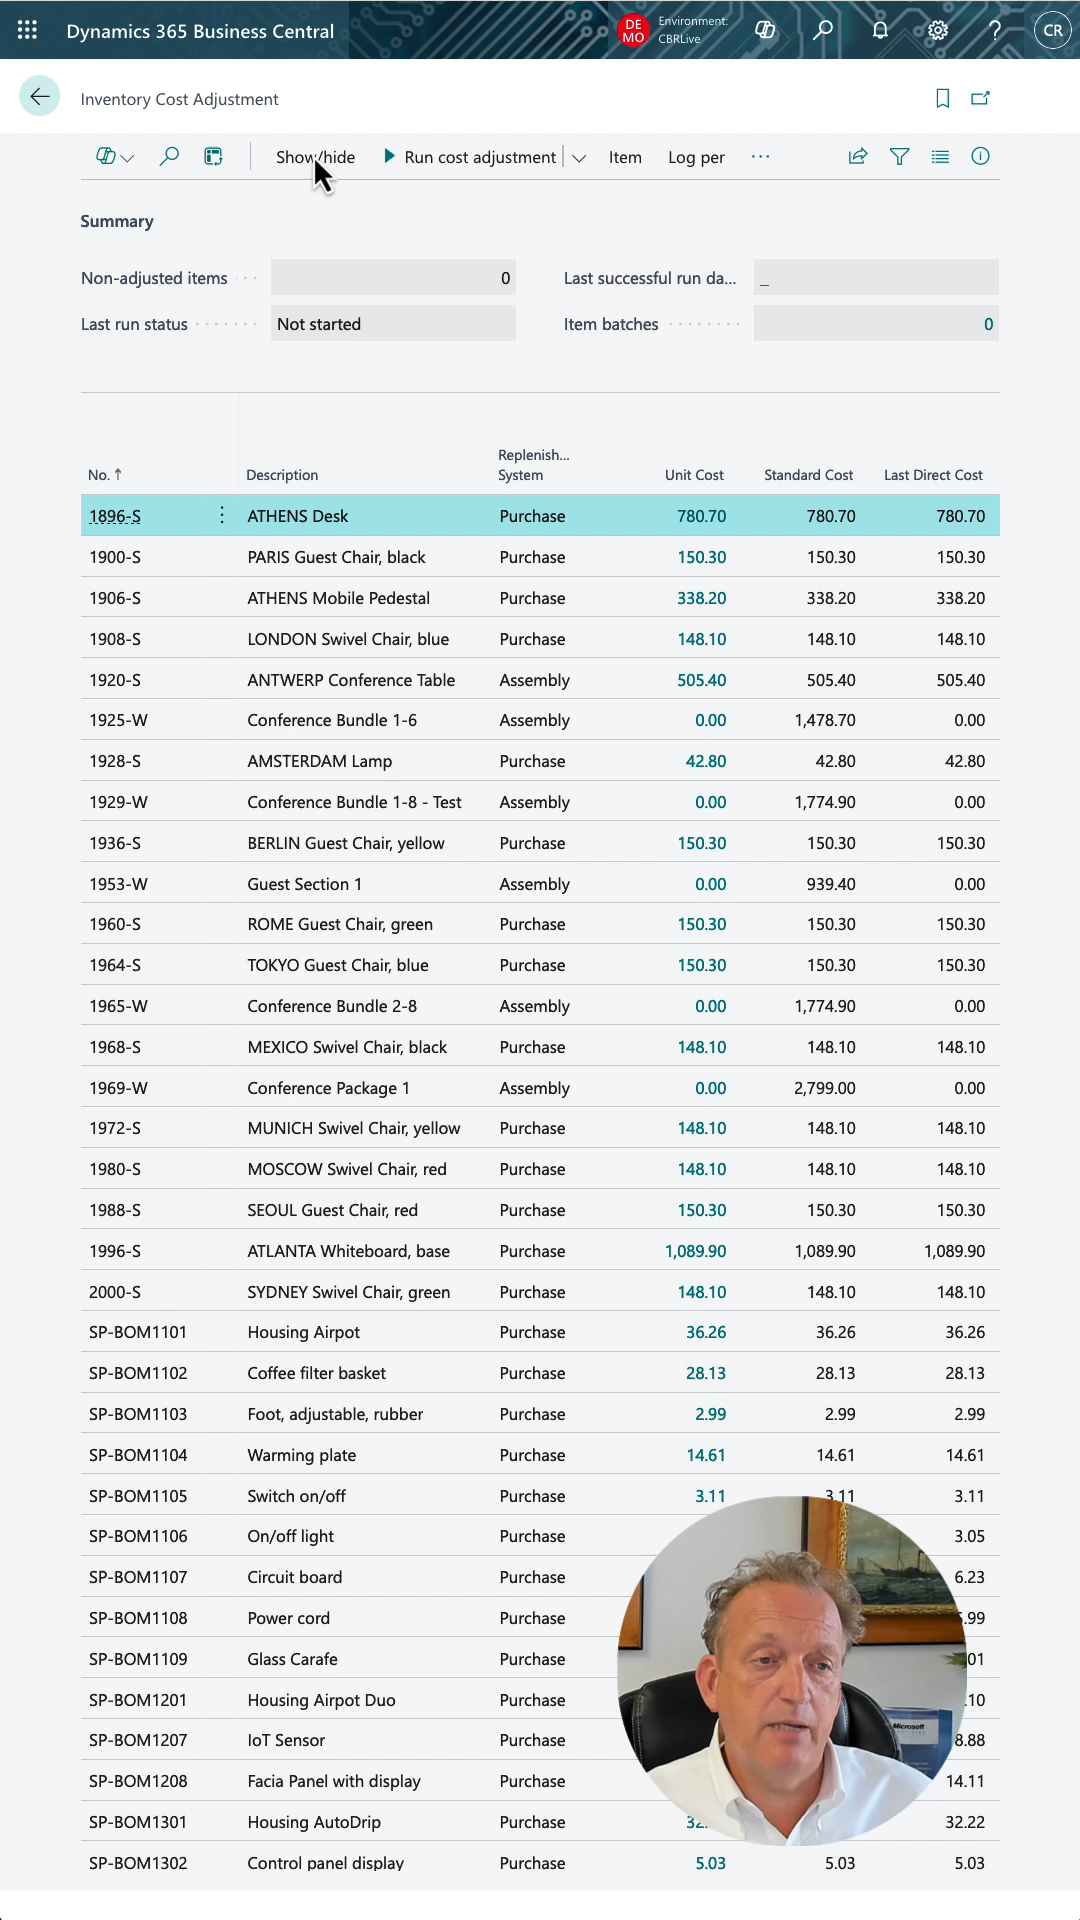 Dynamics 365 Business Central
DE
MO
Environment:
CBRLive
?
CR
Inventory Cost Adjustment
Show/hide
Run cost adjustment
Item
Log per
Summary
Non-adjusted items
0
Last successful run da...
_
Last run status
Not started
Item batches
0
No. ↑ Description Replenish... System Unit Cost Standard Cost Last Direct Cost
1896-S ATHENS Desk Purchase 780.70 780.70 780.70
1900-S PARIS Guest Chair, black Purchase 150.30 150.30 150.30
1906-S ATHENS Mobile Pedestal Purchase 338.20 338.20 338.20
1908-S LONDON Swivel Chair, blue Purchase 148.10 148.10 148.10
1920-S ANTWERP Conference Table Assembly 505.40 505.40 505.40
1925-W Conference Bundle 1-6 Assembly 0.00 1,478.70 0.00
1928-S AMSTERDAM Lamp Purchase 42.80 42.80 42.80
1929-W Conference Bundle 1-8 - Test Assembly 0.00 1,774.90 0.00
1936-S BERLIN Guest Chair, yellow Purchase 150.30 150.30 150.30
1953-W Guest Section 1 Assembly 0.00 939.40 0.00
1960-S ROME Guest Chair, green Purchase 150.30 150.30 150.30
1964-S TOKYO Guest Chair, blue Purchase 150.30 150.30 150.30
1965-W Conference Bundle 2-8 Assembly 0.00 1,774.90 0.00
1968-S MEXICO Swivel Chair, black Purchase 148.10 148.10 148.10
1969-W Conference Package 1 Assembly 0.00 2,799.00 0.00
1972-S MUNICH Swivel Chair, yellow Purchase 148.10 148.10 148.10
1980-S MOSCOW Swivel Chair, red Purchase 148.10 148.10 148.10
1988-S SEOUL Guest Chair, red Purchase 150.30 150.30 150.30
1996-S ATLANTA Whiteboard, base Purchase 1,089.90 1,089.90 1,089.90
2000-S SYDNEY Swivel Chair, green Purchase 148.10 148.10 148.10
SP-BOM1101 Housing Airpot Purchase 36.26 36.26 36.26
SP-BOM1102 Coffee filter basket Purchase 28.13 28.13 28.13
SP-BOM1103 Foot, adjustable, rubber Purchase 2.99 2.99 2.99
SP-BOM1104 Warming plate Purchase 14.61 14.61 14.61
SP-BOM1105 Switch on/off Purchase 3.11 3.11 3.11
SP-BOM1106 On/off light Purchase 3.05
SP-BOM1107 Circuit board Purchase 6.23
SP-BOM1108 Power cord Purchase .99
SP-BOM1109 Glass Carafe Purchase 01
SP-BOM1201 Housing Airpot Duo Purchase .10
SP-BOM1207 IoT Sensor Purchase 8.88
SP-BOM1208 Facia Panel with display Purchase 14.11
SP-BOM1301 Housing AutoDrip Purchase 32. 32.22
SP-BOM1302 Control panel display Purchase 5.03 5.03 5.03
Microsoft